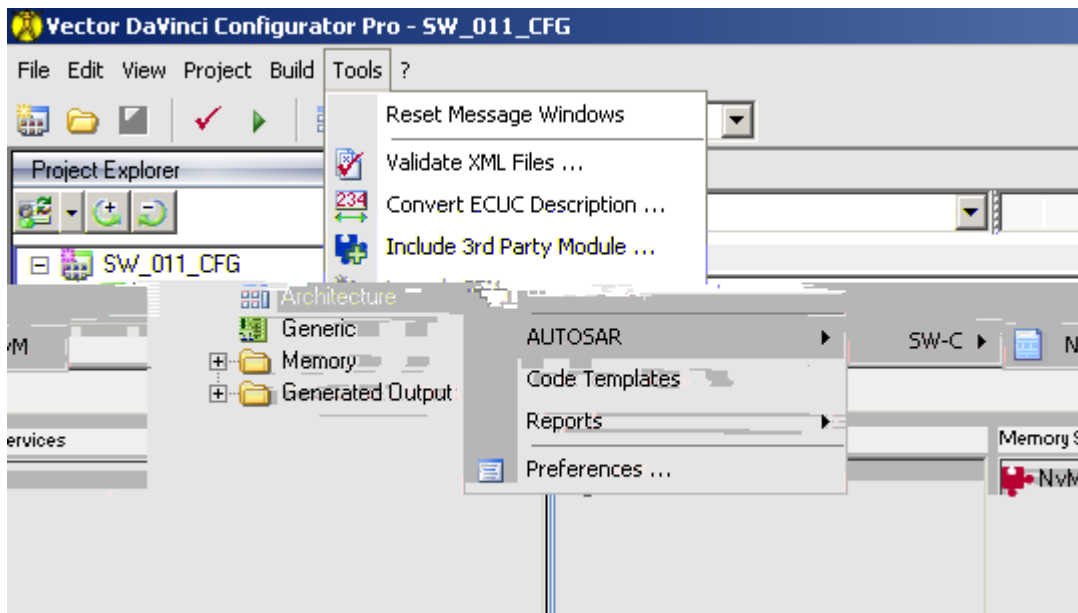 Vector DaVinci Configurator Pro - SW_011_CFG
File Edit View Project Build Tools ?
Reset Message Windows
Project Explorer
Validate XML Files ...
234
Convert ECUC Description ...
Include 3rd Party Module ...
SW_011_CFG
Architecture
Generic
AUTOSAR
SW-C
N
M
Memory
Code Templates
Generated Output
Reports
ervices
Memory S
Preferences ...
NvM